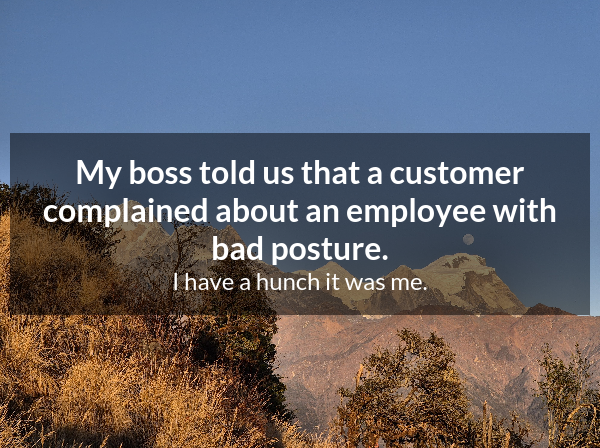 My boss told us that a customer
complained about an employee with
bad posture.
I have a hunch it was me.